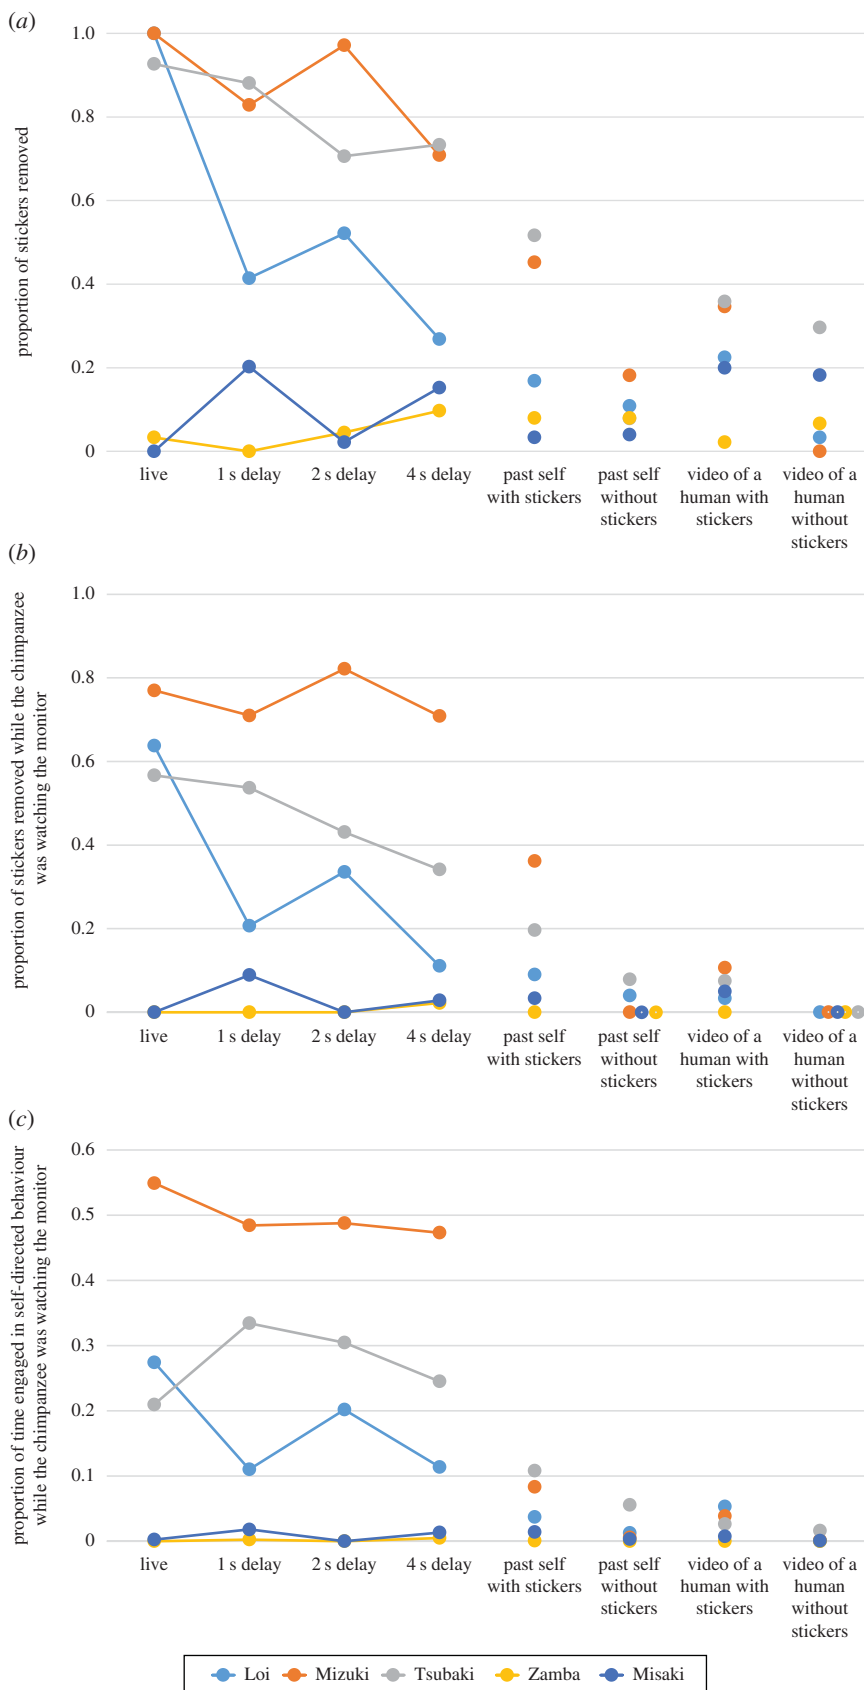 (a)
proportion of stickers removed
1.0
0.8
0.6
0.4
0.2
0
live
1 s delay
2 s delay
4 s delay
past self
with stickers
past self
without
stickers
video of a
human with
stickers
video of a
human
without
stickers
(b)
proportion of stickers removed while the chimpanzee
was watching the monitor
1.0
0.8
0.6
0.4
0.2
0
live
1 s delay
2 s delay
4 s delay
past self
with stickers
past self
without
stickers
video of a
human with
stickers
video of a
human
without
stickers
(c)
proportion of time engaged in self-directed behaviour
while the chimpanzee was watching the monitor
0.6
0.5
0.4
0.3
0.2
0.1
0
live
1 s delay
2 s delay
4 s delay
past self
with stickers
past self
without
stickers
video of a
human with
stickers
video of a
human
without
stickers
Loi Mizuki Tsubaki Zamba Misaki